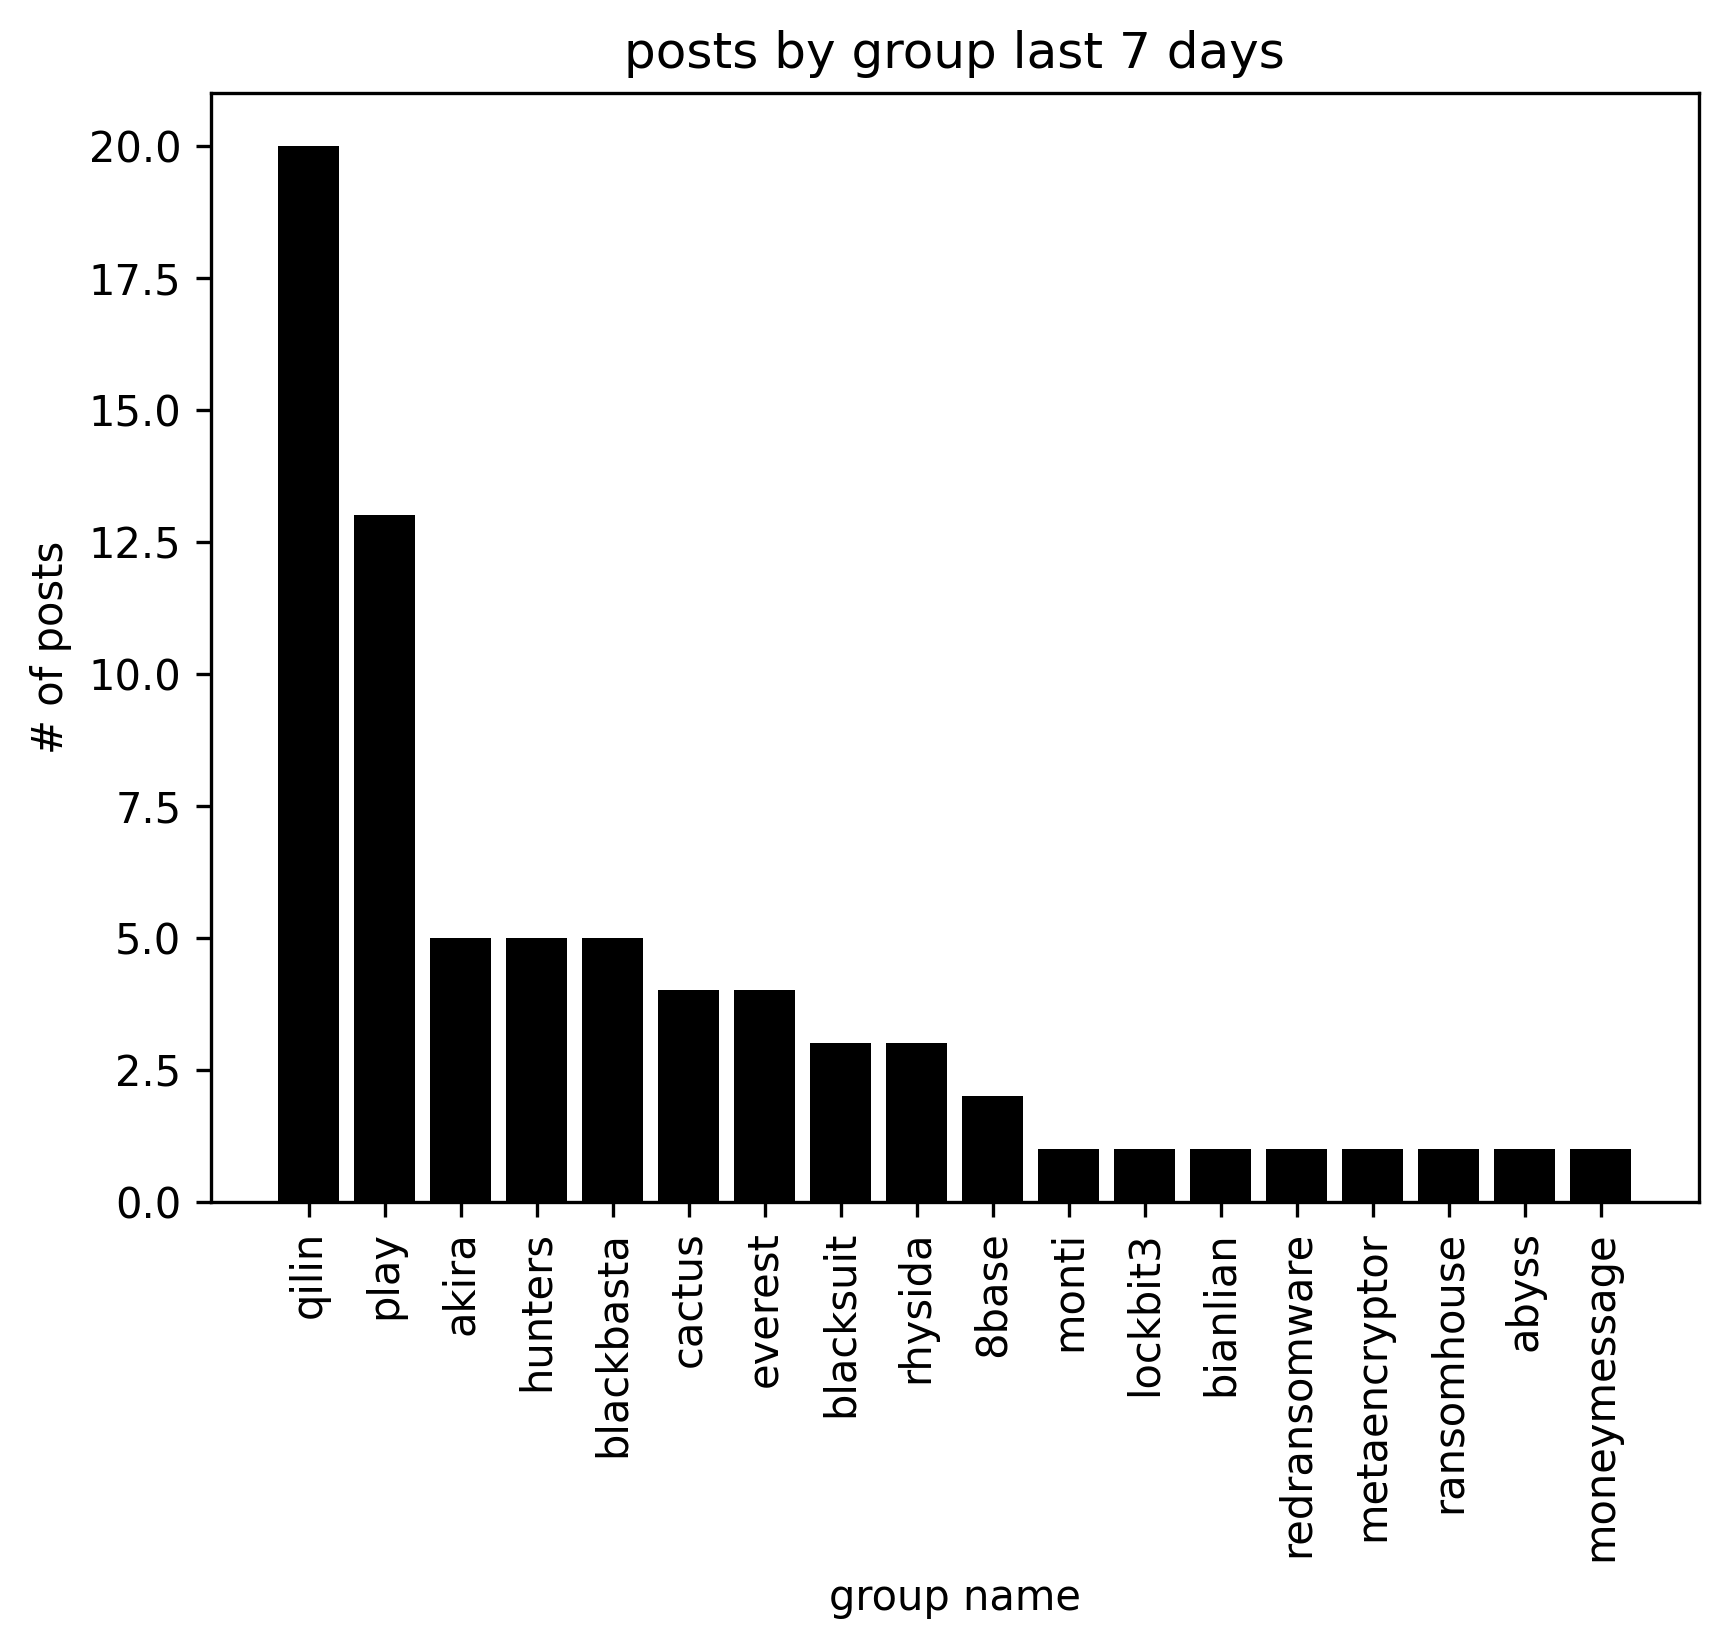 posts by group last 7 days
# of posts
20.0
17.5
15.0
12.5
10.0
7.5
5.0
2.5
0.0
qilin
play
akira
hunters
blackbasta
cactus
everest
blacksuit
rhysida
8base
monti
lockbit3
bianlian
redransomware
metaencryptor
ransomhouse
abyss
moneymessage
group name